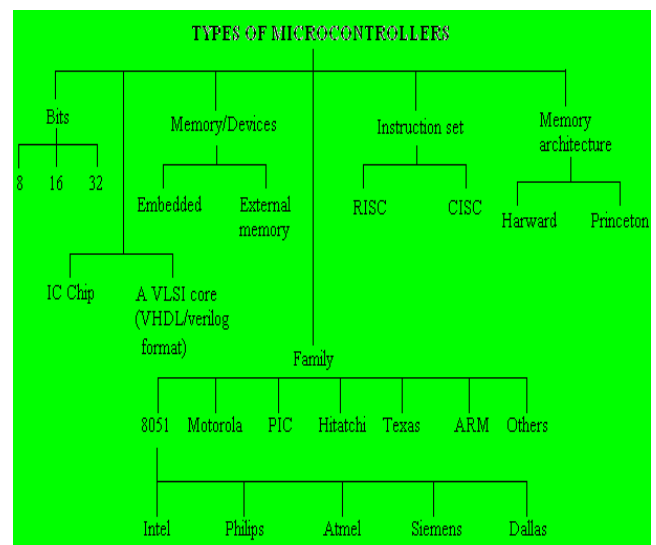 TYPES OF MICROCONTROLLERS
Bits
Memory/Devices
Instruction set
Memory
architecture
8 16 32
Embedded
External
memory
RISC CISC
Harward Princeton
IC Chip
A VLSI core
(VHDL/verilog
format)
Family
8051 Motorola PIC Hitatchi Texas ARM Others
Intel Philips Atmel Siemens Dallas